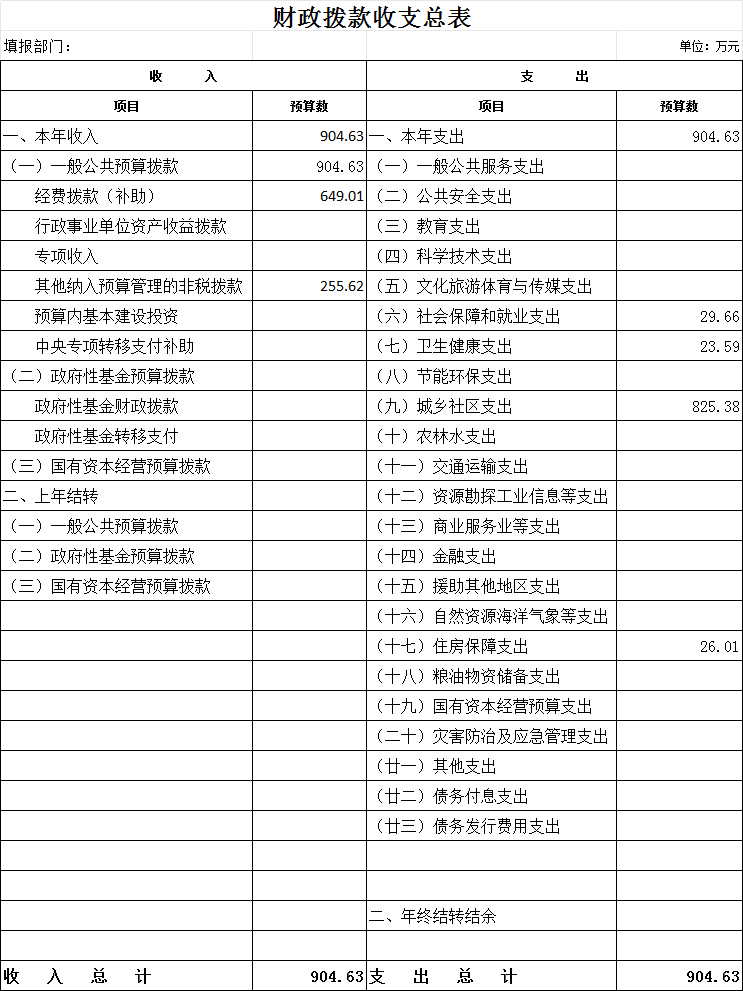 财政拨款收支总表
填报部门： 单位：万元
收 入 支 出
项目 预算数 项目 预算数
一、本年收入 904.63 一、本年支出 904.63
（一）一般公共预算拨款 904.63 （一）一般公共服务支出
经费拨款（补助） 649.01 （二）公共安全支出
行政事业单位资产收益拨款 （三）教育支出
专项收入 （四）科学技术支出
其他纳入预算管理的非税拨款 255.62 （五）文化旅游体育与传媒支出
预算内基本建设投资 （六）社会保障和就业支出 29.66
中央专项转移支付补助 （七）卫生健康支出 23.59
（二）政府性基金预算拨款 （八）节能环保支出
政府性基金财政拨款 （九）城乡社区支出 825.38
政府性基金转移支付 （十）农林水支出
（三）国有资本经营预算拨款 （十一）交通运输支出
二、上年结转 （十二）资源勘探工业信息等支出
（一）一般公共预算拨款 （十三）商业服务业等支出
（二）政府性基金预算拨款 （十四）金融支出
（三）国有资本经营预算拨款 （十五）援助其他地区支出
（十六）自然资源海洋气象等支出
（十七）住房保障支出 26.01
（十八）粮油物资储备支出
（十九）国有资本经营预算支出
（二十）灾害防治及应急管理支出
（廿一）其他支出
（廿二）债务付息支出
（廿三）债务发行费用支出
二、年终结转结余
收 入 总 计 904.63 支 出 总 计 904.63